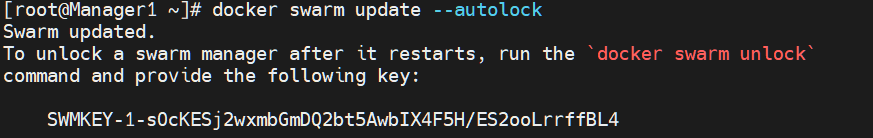 [root@Manager1 ~]# docker swarm update --autolock
Swarm updated.
To unlock a swarm manager after it restarts, run the `docker swarm unlock`
command and provide the following key:
SWMKEY-1-sOcKESj2wxmbGmDQ2bt5AwbIX4F5H/ES2ooLrrffBL4